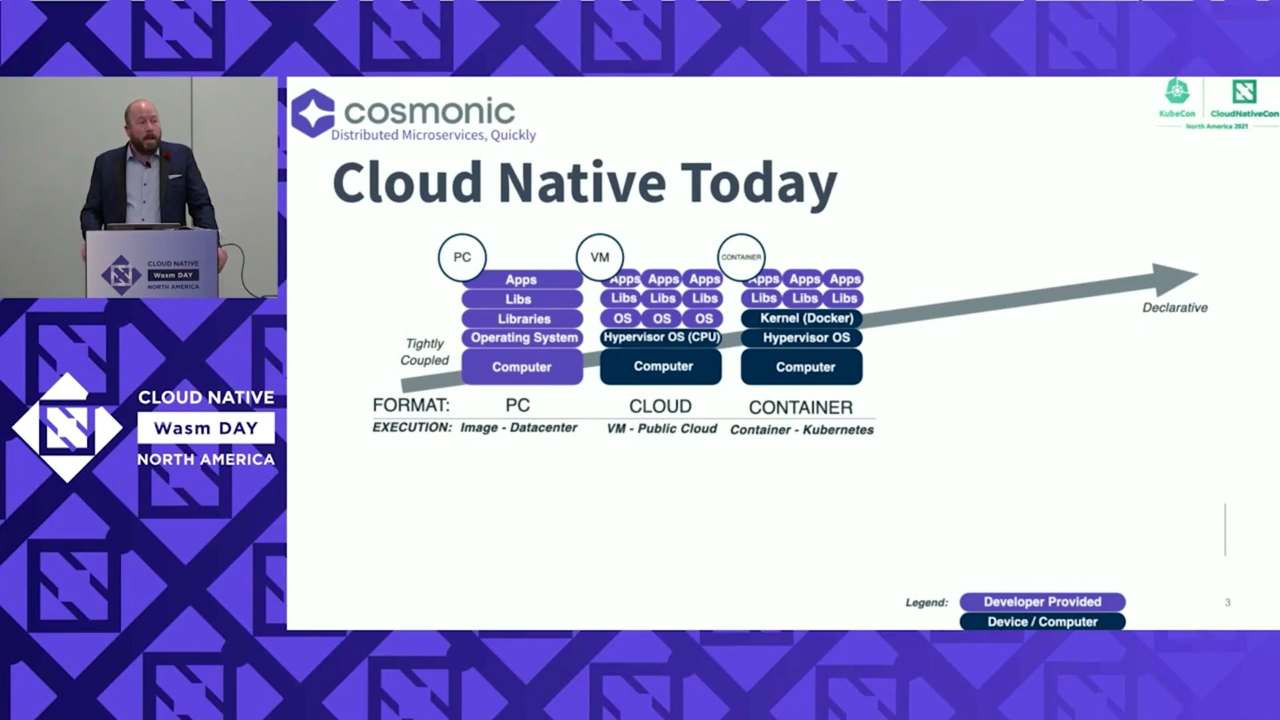 cosmonic
Distributed Microservices, Quickly
KubeCon
CloudNativeCon
North America 2021
Cloud Native Today
PC
VM
CONTAINER
Apps
Apps Apps Apps
Apps Apps Apps
Libs
Libs Libs Libs
Libs Libs Libs
Libraries
OS OS OS
Kernel (Docker)
Operating System
Hypervisor OS (CPU)
Hypervisor OS
Computer
Computer
Computer
Tightly
Coupled
Declarative
FORMAT: PC CLOUD CONTAINER
EXECUTION: Image - Datacenter VM - Public Cloud Container - Kubernetes
Legend:
Developer Provided
Device / Computer
3
CLOUD NATIVE
Wasm DAY
NORTH AMERICA
CLOUD NATIVE
Wasm DAY
NORTH AMERICA